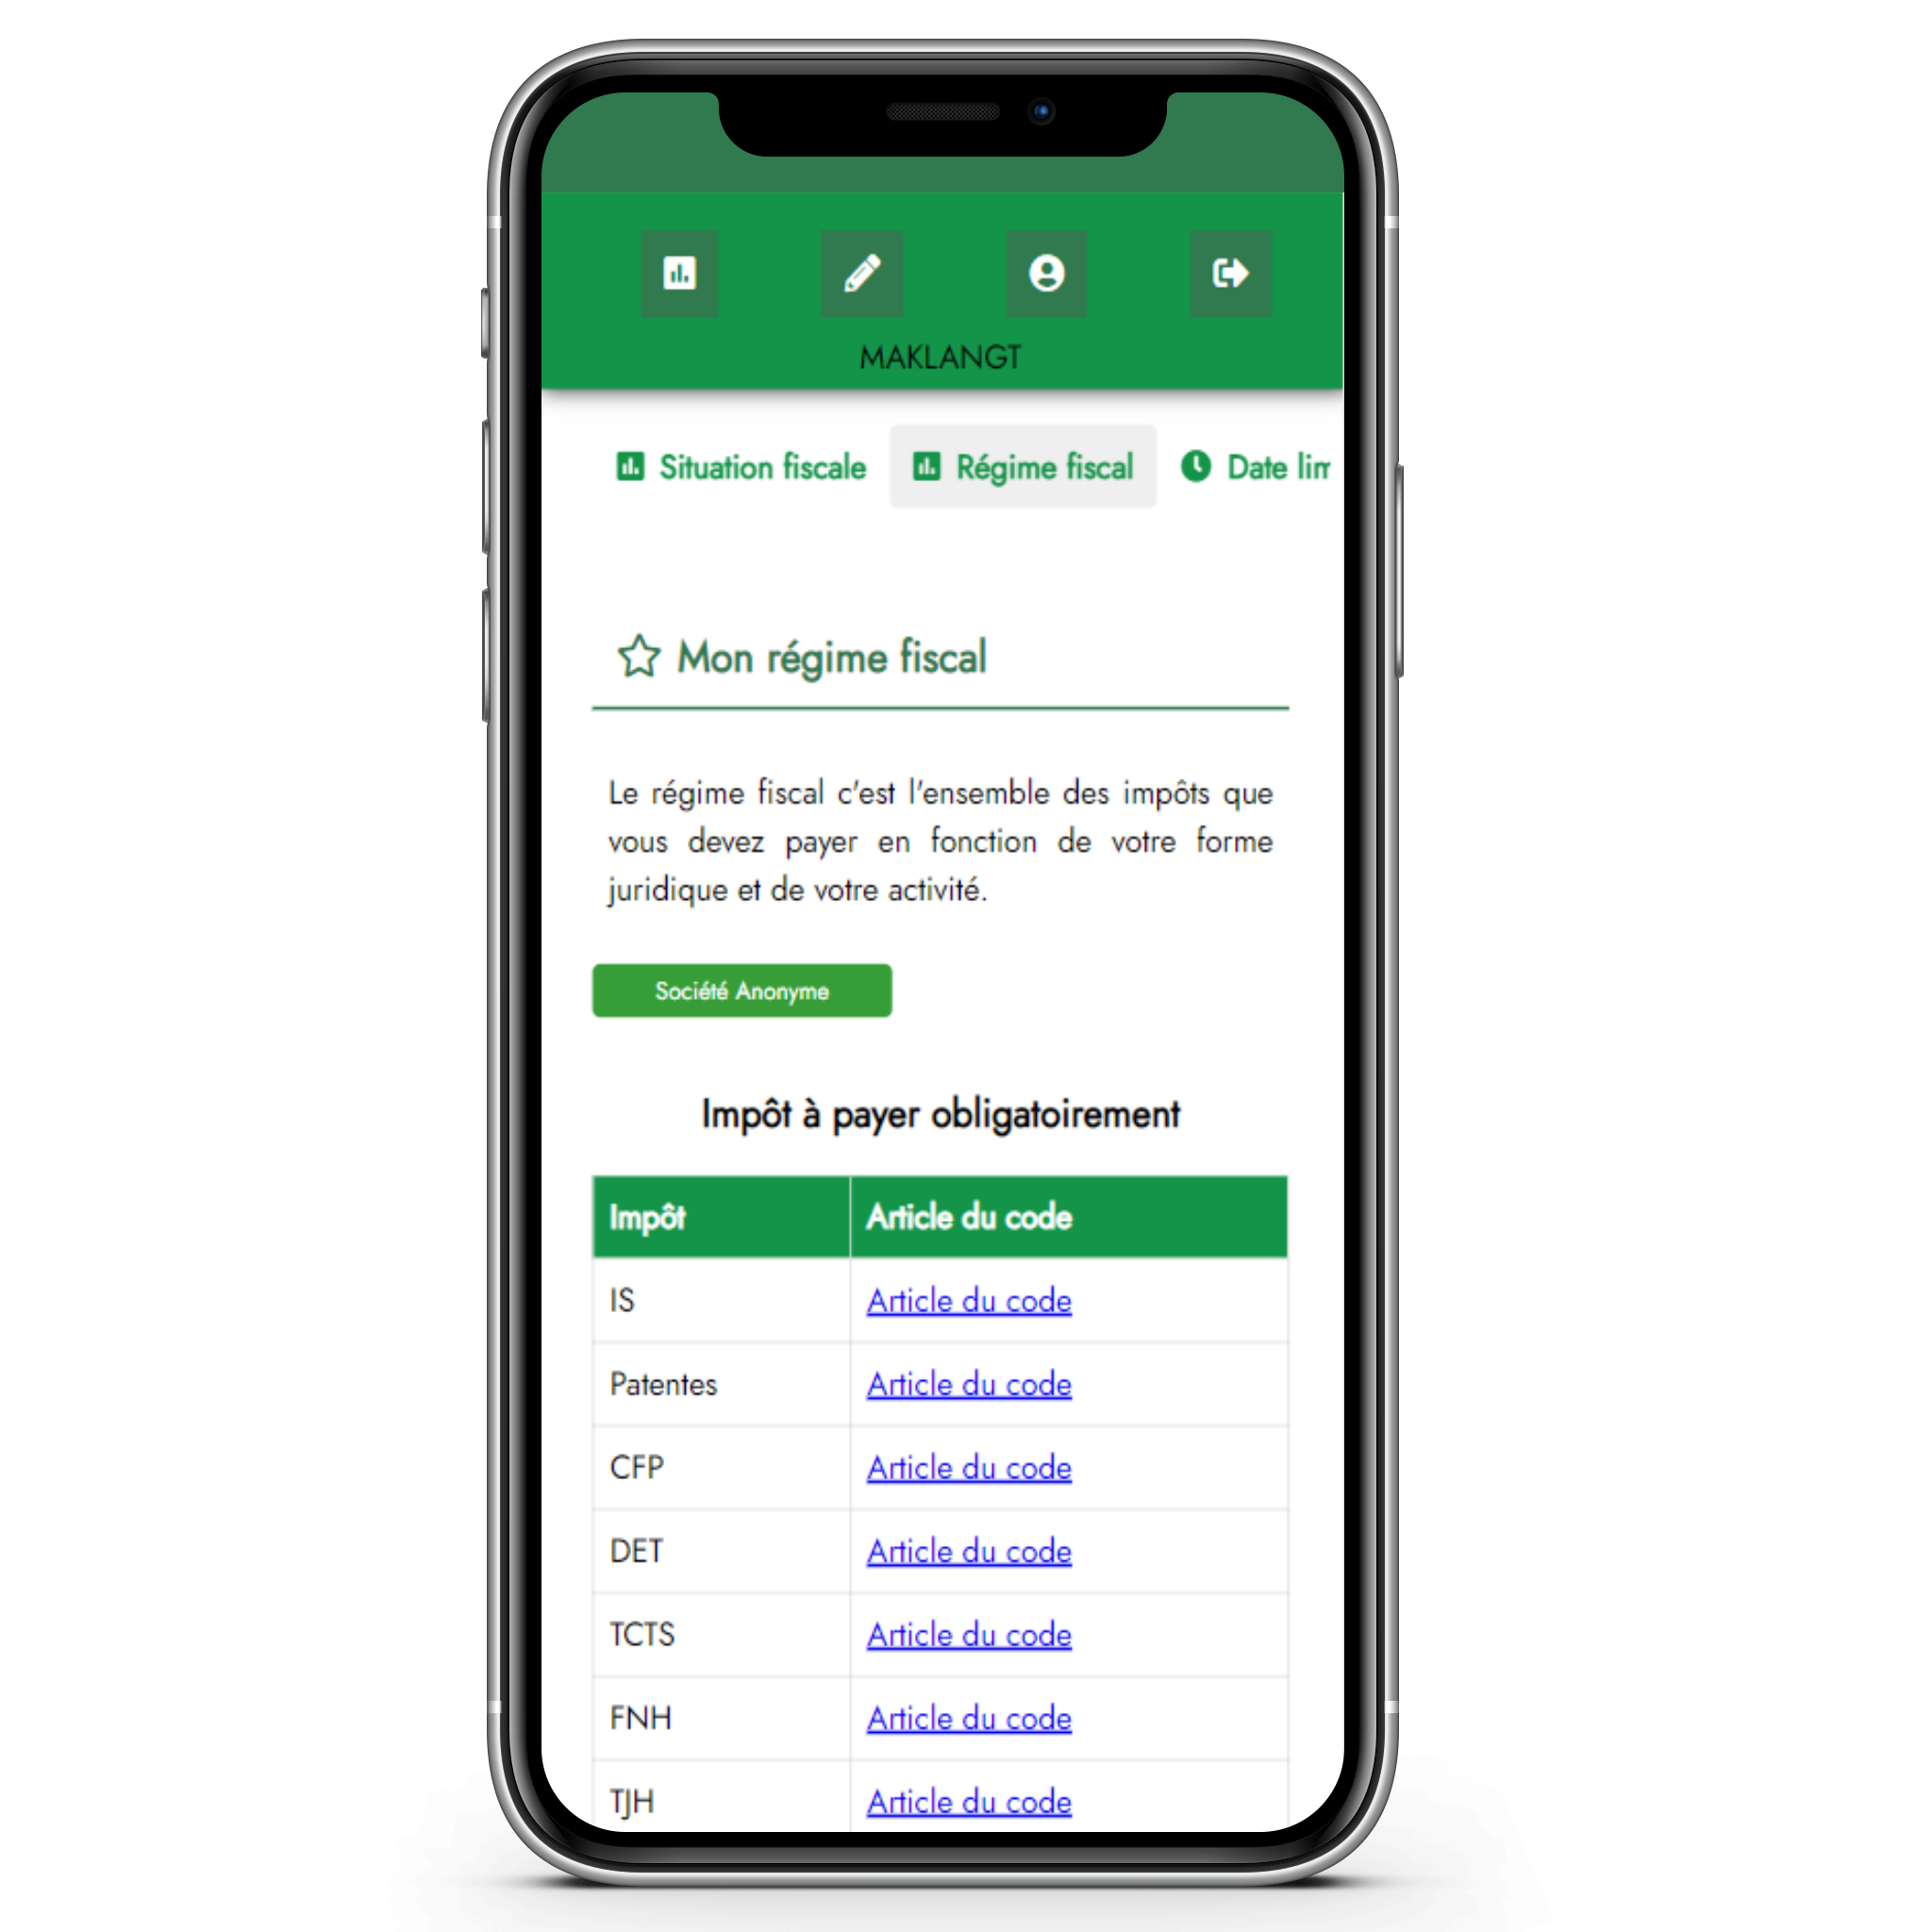 MAKLANGT
Situation fiscale Régime fiscal Date lim
Mon régime fiscal
Le régime fiscal c'est l'ensemble des impôts que
vous devez payer en fonction de votre forme
juridique et de votre activité.
Société Anonyme
Impôt à payer obligatoirement
Impôt Article du code
IS Article du code
Patentes Article du code
CFP Article du code
DET Article du code
TCTS Article du code
FNH Article du code
TJH Article du code